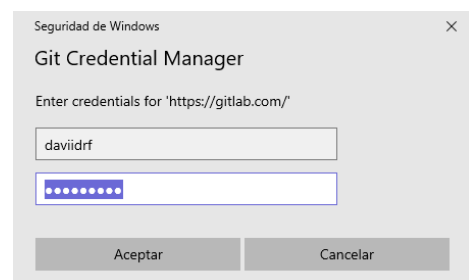 Seguridad de Windows
Git Credential Manager
Enter credentials for 'https://gitlab.com/'
daviidrf
●●●●●●●●●
Aceptar Cancelar